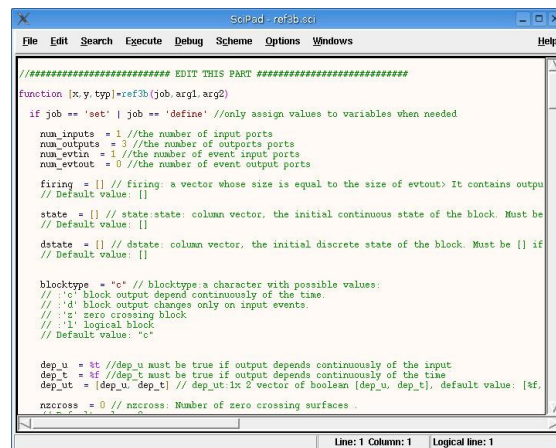 SciPad - ref3b.sci
File Edit Search Execute Debug Scheme Options Windows Help
//########################## EDIT THIS PART ############################
function [x,y,typ]=ref3b(job,arg1,arg2)
if job == 'set' | job == 'define' //only assign values to variables when needed
num_inputs = 1 //the number of input ports
num_outputs = 3 //the number of outports ports
num_evtin = 1 //the number of event input ports
num_evtout = 0 //the number of event output ports
firing = [] // firing: a vector whose size is equal to the size of evtout> It contains outpu
// Default value: []
state = [] // state:state: column vector, the initial continuous state of the block. Must be
// Default value: []
dstate = [] // dstate: column vector, the initial discrete state of the block. Must be [] if
// Default value: []
blocktype = "c" // blocktype:a character with possible values:
// :'c' block output depend continuously of the time.
// :'d' block output changes only on input events.
// :'z' zero crossing block
// :'l' logical block
// Default value: "c"
dep_u = %t //dep_u must be true if output depends continuously of the input
dep_t = %f //dep_t must be true if output depends continuously of the time
dep_ut = [dep_u, dep_t] // dep_ut:1x 2 vector of boolean [dep_u, dep_t], default value: [%f,
nzcross = 0 // nzcross: Number of zero crossing surfaces .
Line: 1 Column: 1 Logical line: 1